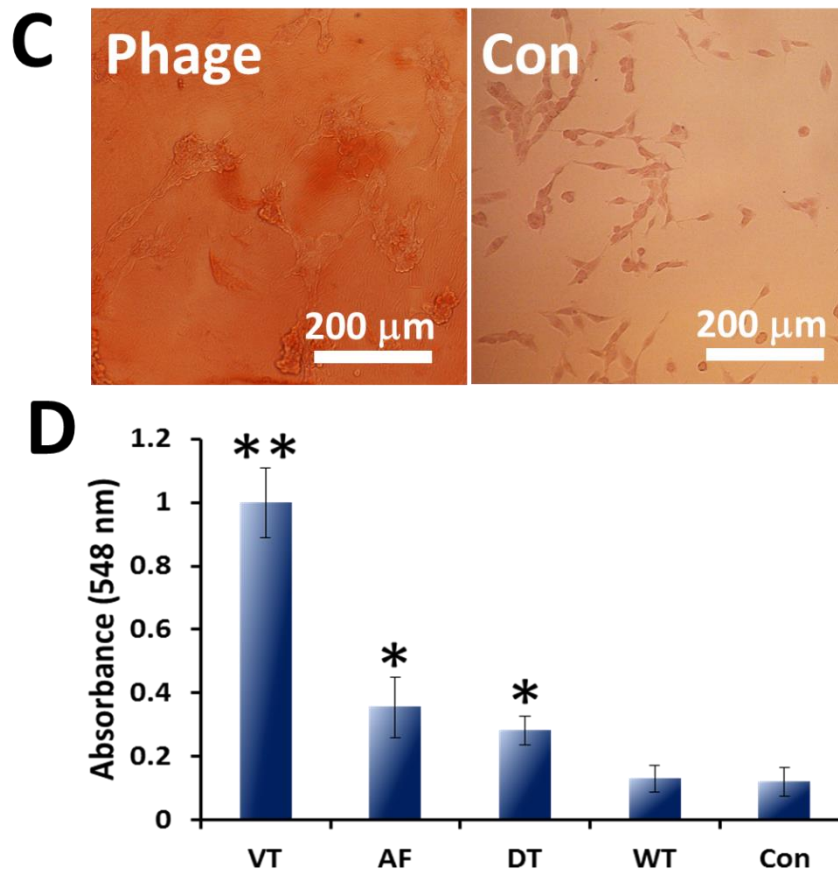 C
Phage
Con
200 μm
200 μm
D
Absorbance (548 nm)
1.2
1
0.8
0.6
0.4
0.2
0
**
*
*
VT AF DT WT Con